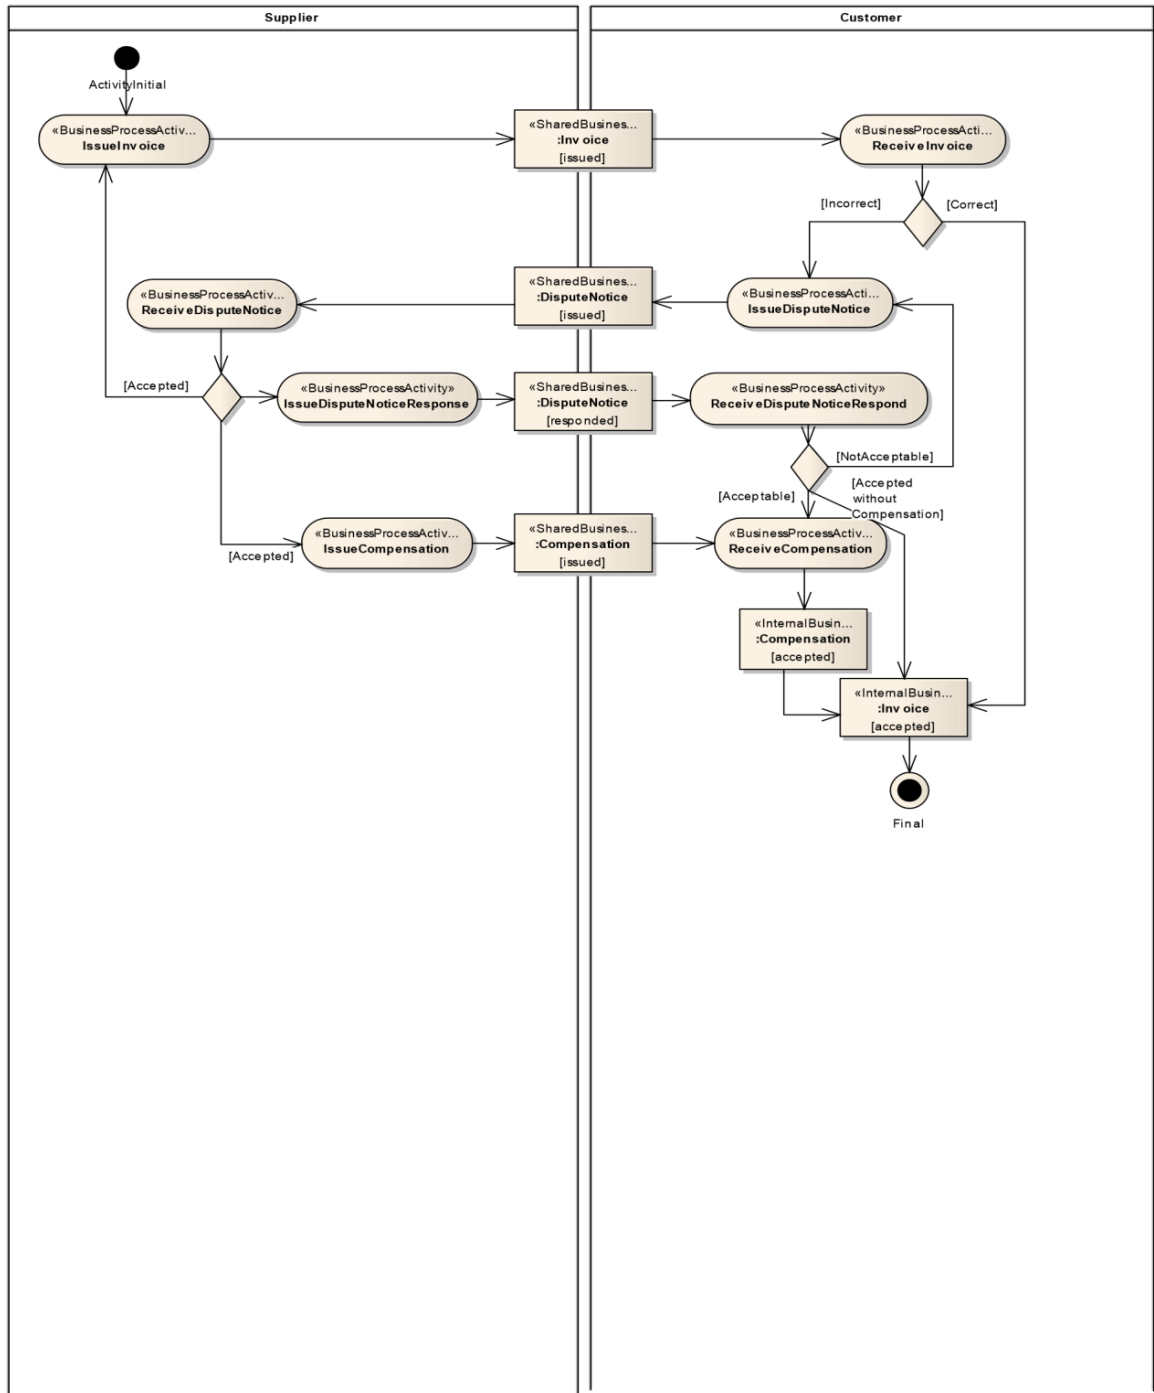 Supplier
Customer
ActivityInitial
«BusinessProcessActiv...
IssueInvoice
«SharedBusines...
:Invoice
[issued]
«BusinessProcessActi...
ReceiveInvoice
[Incorrect]
[Correct]
«BusinessProcessActiv...
ReceiveDisputeNotice
«SharedBusines...
:DisputeNotice
[issued]
«BusinessProcessActi...
IssueDisputeNotice
[Accepted]
«BusinessProcessActivity»
IssueDisputeNoticeResponse
«SharedBusines...
:DisputeNotice
[responded]
«BusinessProcessActivity»
ReceiveDisputeNoticeRespond
[NotAcceptable]
[Acceptable]
[Accepted
without
Compensation]
[Accepted]
«BusinessProcessActiv...
IssueCompensation
«SharedBusines...
:Compensation
[issued]
«BusinessProcessActiv...
ReceiveCompensation
«InternalBusin...
:Compensation
[accepted]
«InternalBusin...
:Invoice
[accepted]
Final